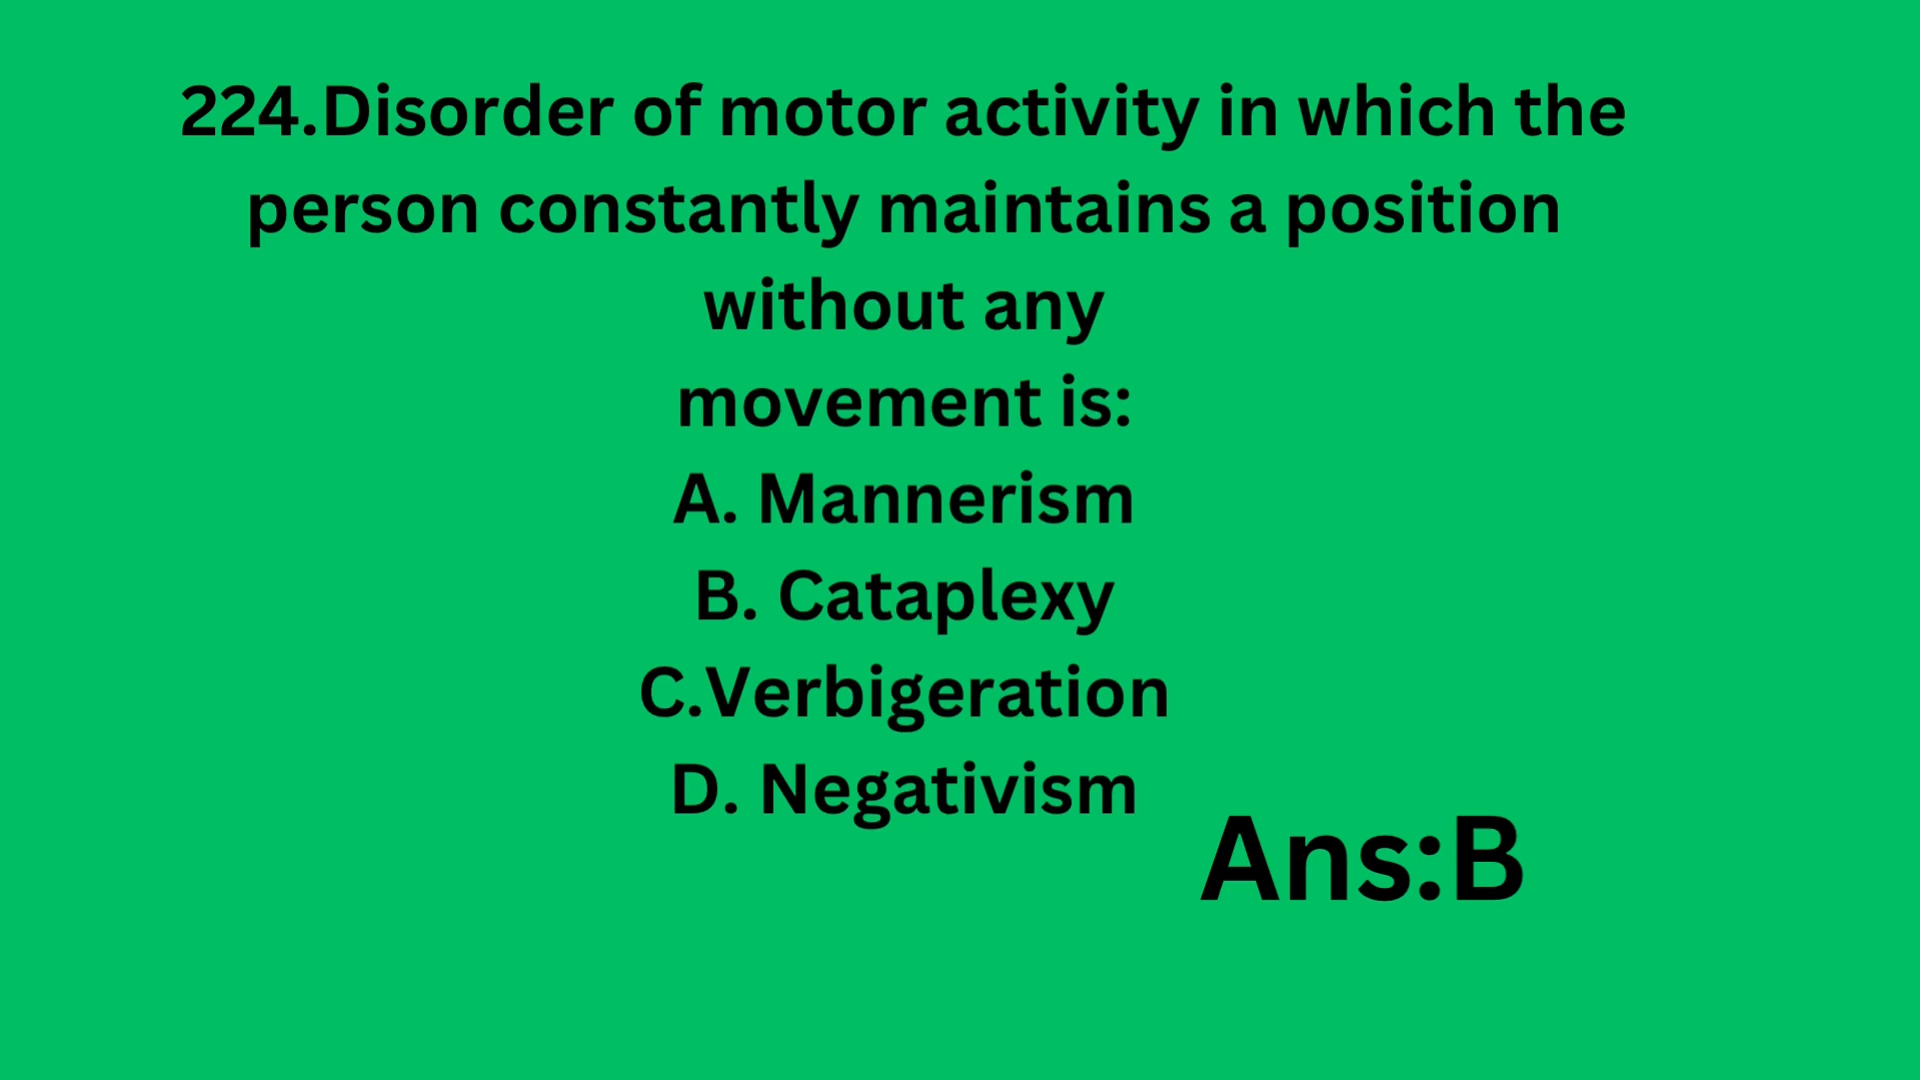 224.Disorder of motor activity in which the
person constantly maintains a position
without any
movement is:
A. Mannerism
B. Cataplexy
C.Verbigeration
D. Negativism
Ans:B